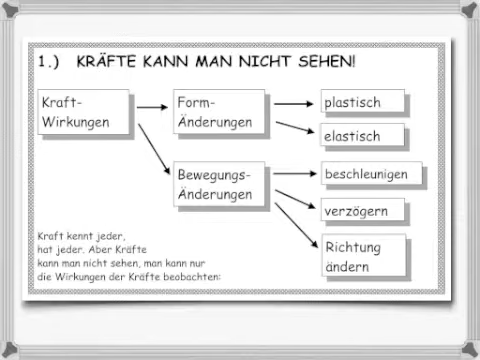 1.) KRÄFTE KANN MAN NICHT SEHEN!
Kraft-
Wirkungen
Form-
Änderungen
plastisch
elastisch
Bewegungs-
Änderungen
beschleunigen
verzögern
Richtung
ändern
Kraft kennt jeder,
hat jeder. Aber Kräfte
kann man nicht sehen, man kann nur
die Wirkungen der Kräfte beobachten: